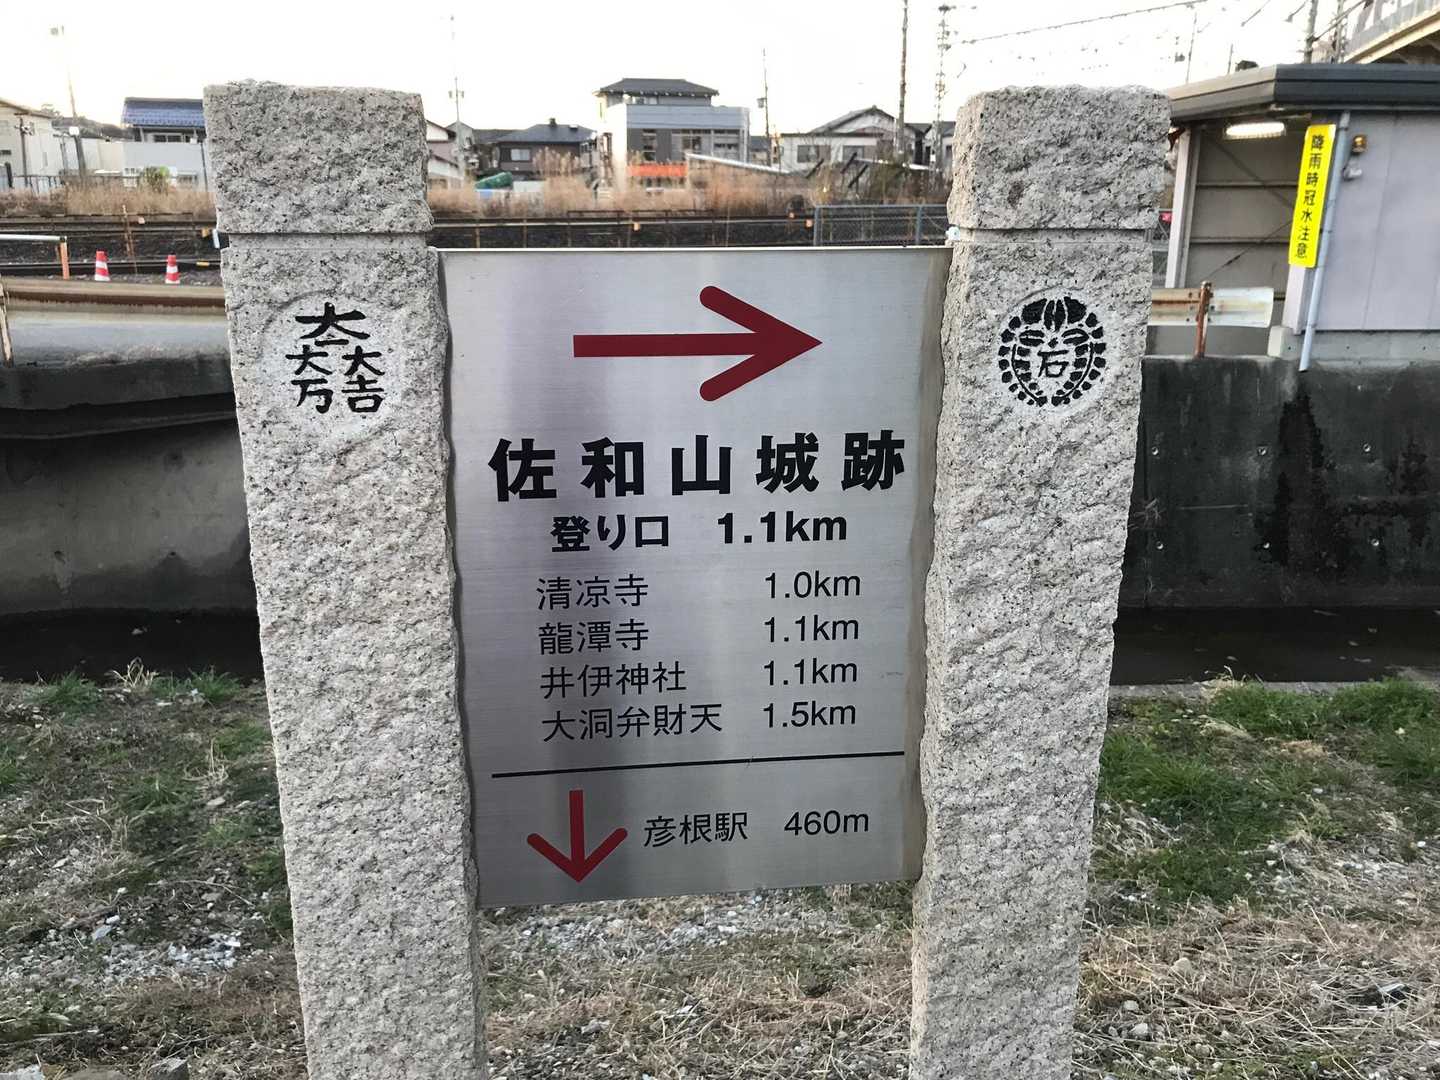 大
大 大
万 吉
石
佐和山城跡
登り口 1.1km
清凉寺 1.0km
龍潭寺 1.1km
井伊神社 1.1km
大洞弁財天 1.5km
彦根駅 460m
降雨時冠水注意